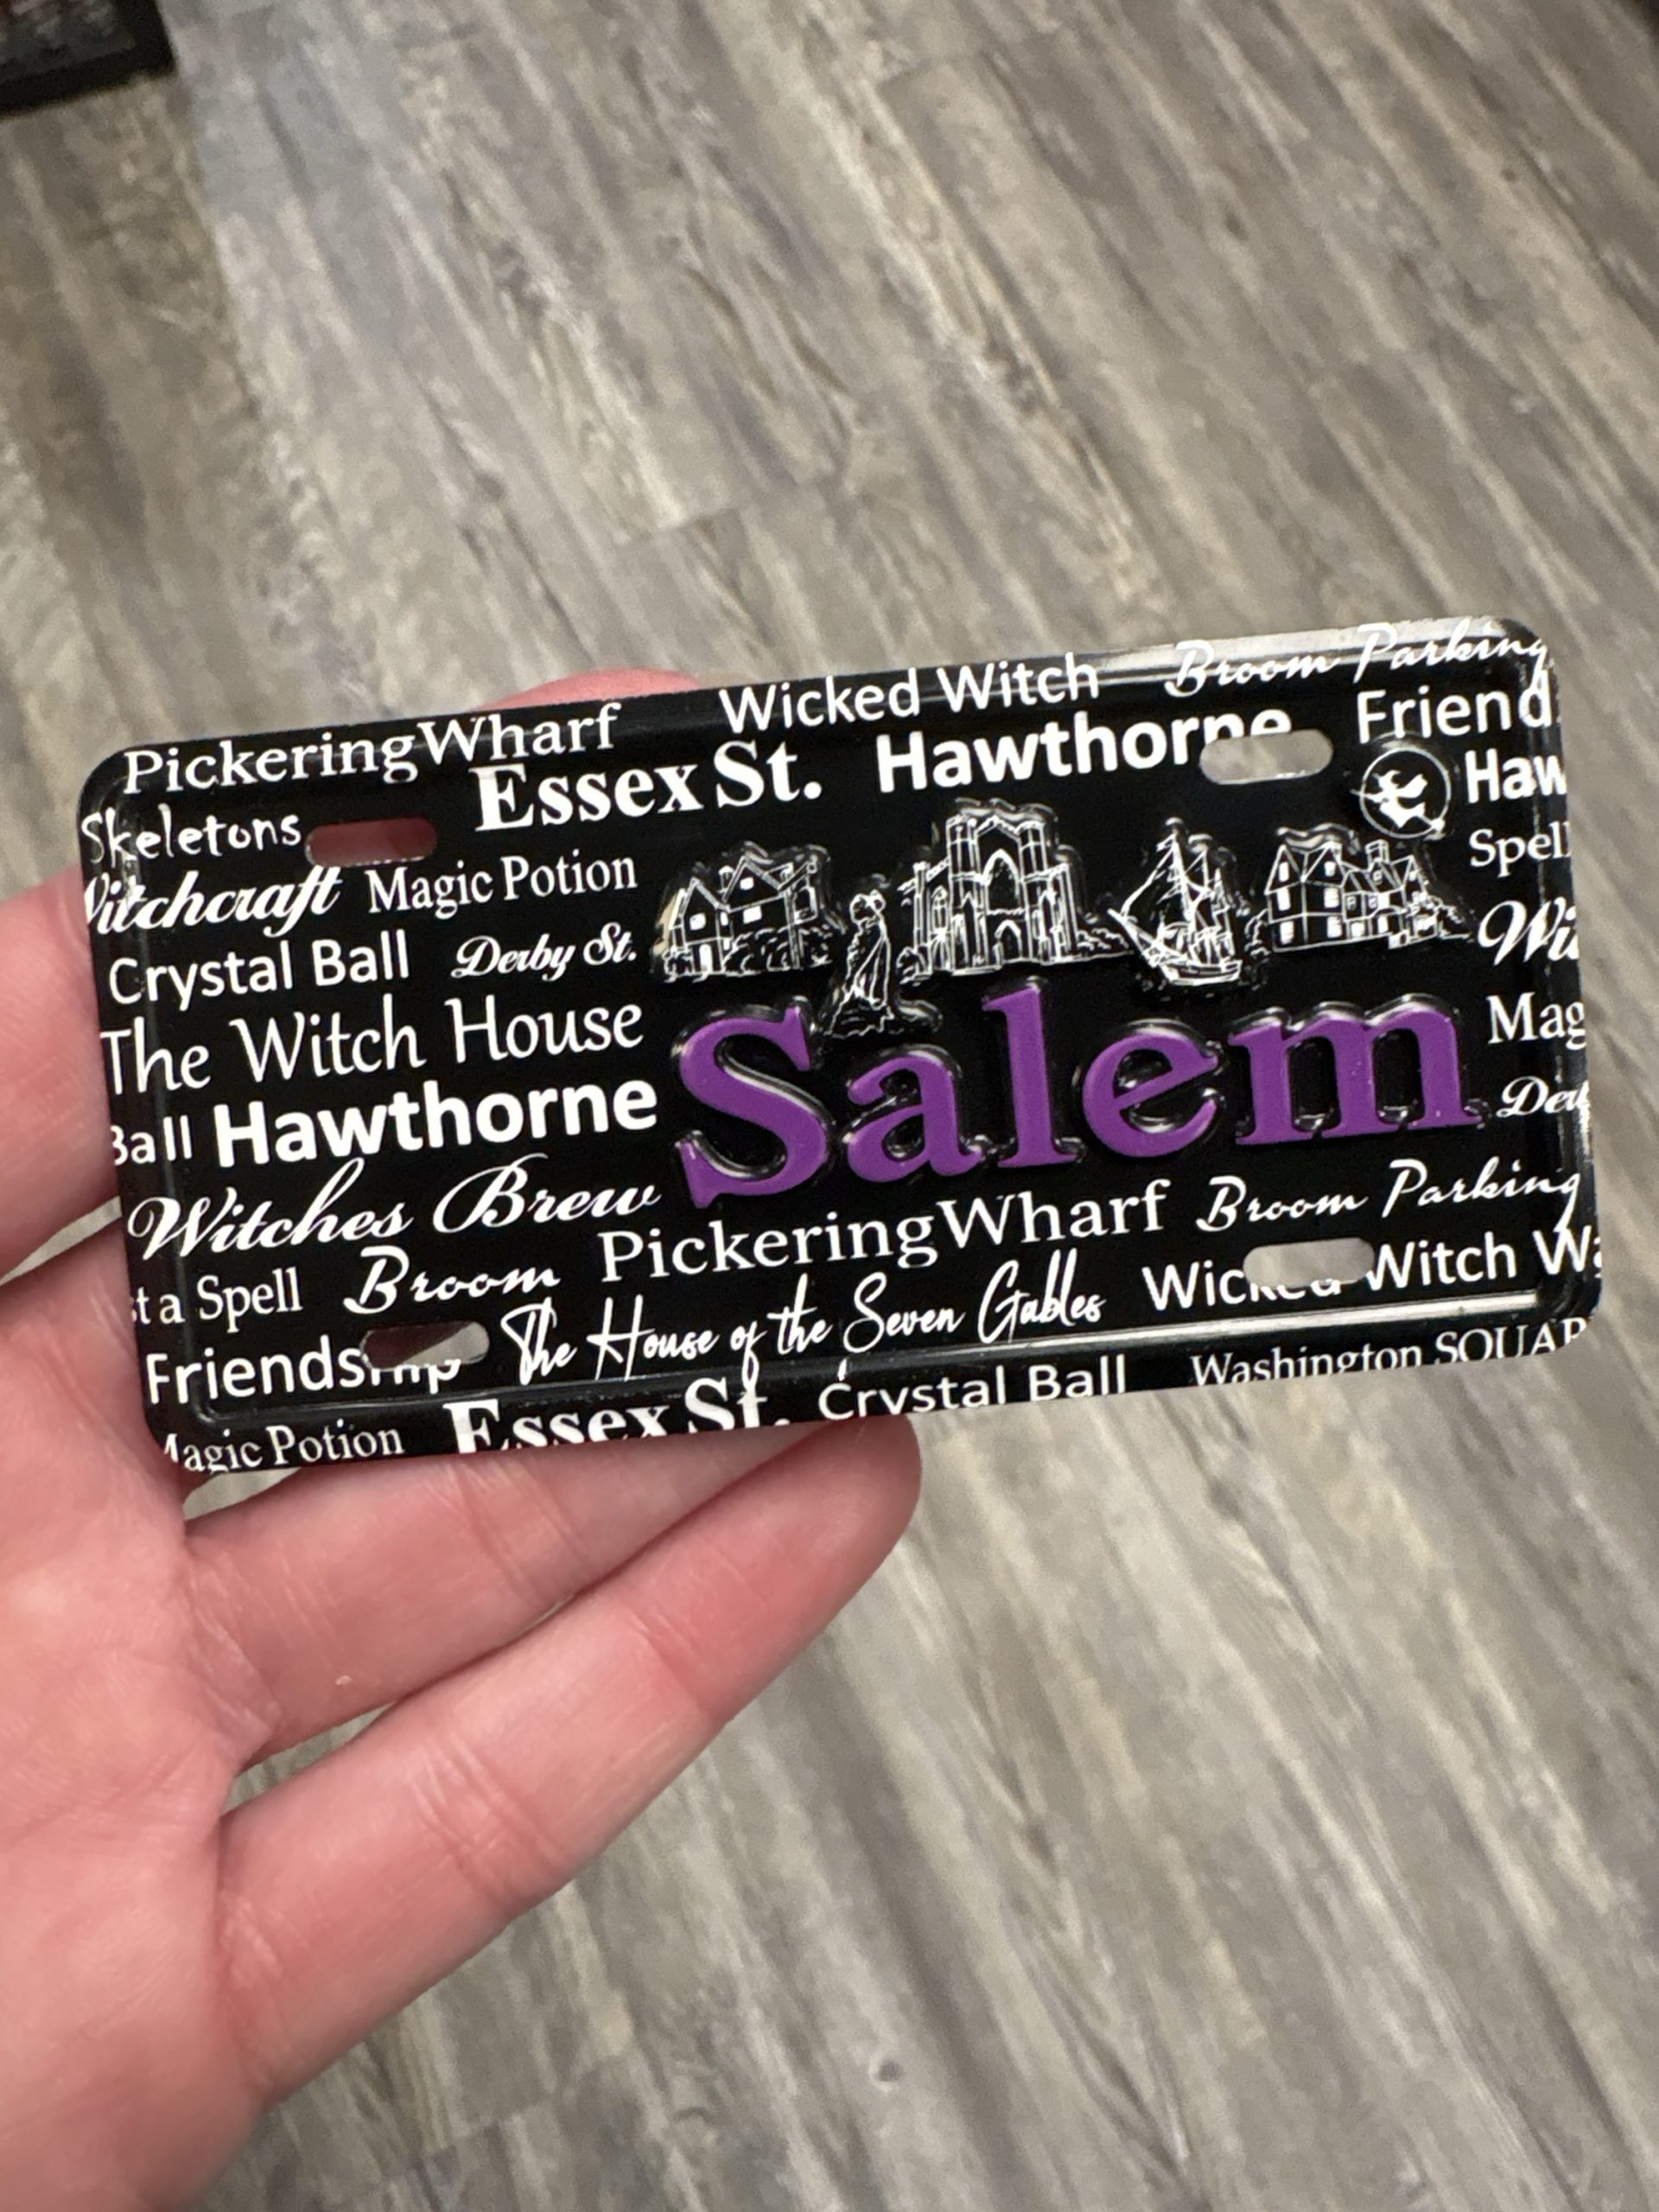 PickeringWharf Wicked Witch Broom Parking
Skeletons Essex St. Hawthorne Friend
itchcraft Magic Potion Haw
Crystal Ball Derby St. Spell
The Witch House Wi
Ball Hawthorne Salem Mag
Witches Brew Der
t a Spell Broom PickeringWharf Broom Parking
Friendship The House of the Seven Gables Wicked Witch W
Magic Potion Essex St. Crystal Ball Washington SQUAR